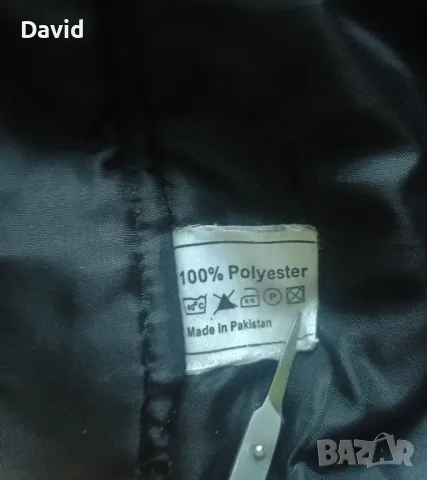 David
100% Polyester
40°C P
Made in Pakistan
BAZAR